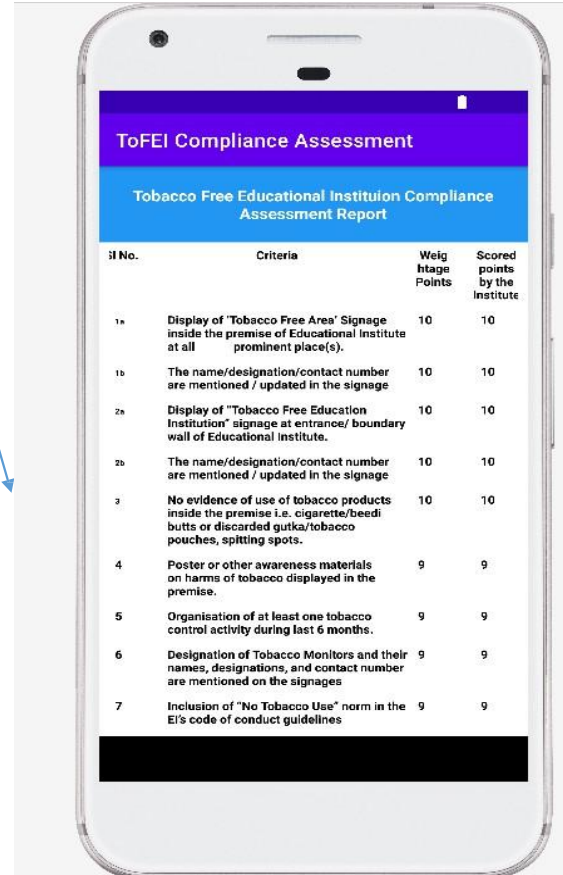 ToFEI Compliance Assessment
Tobacco Free Educational Instituion Compliance
Assessment Report
Sl No. Criteria Weig Scored
htage points
Points by the
Institute
1a Display of 'Tobacco Free Area' Signage 10 10
inside the premise of Educational Institute
at all prominent place(s).
1b The name/designation/contact number 10 10
are mentioned / updated in the signage
2a Display of "Tobacco Free Education 10 10
Institution" signage at entrance/ boundary
wall of Educational Institute.
2b The name/designation/contact number 10 10
are mentioned / updated in the signage
3 No evidence of use of tobacco products 10 10
inside the premise i.e. cigarette/beedi
butts or discarded gutka/tobacco
pouches, spitting spots.
4 Poster or other awareness materials 9 9
on harms of tobacco displayed in the
premise.
5 Organisation of at least one tobacco 9 9
control activity during last 6 months.
6 Designation of Tobacco Monitors and their 9 9
names, designations, and contact number
are mentioned on the signages
7 Inclusion of "No Tobacco Use" norm in the 9 9
EI's code of conduct guidelines